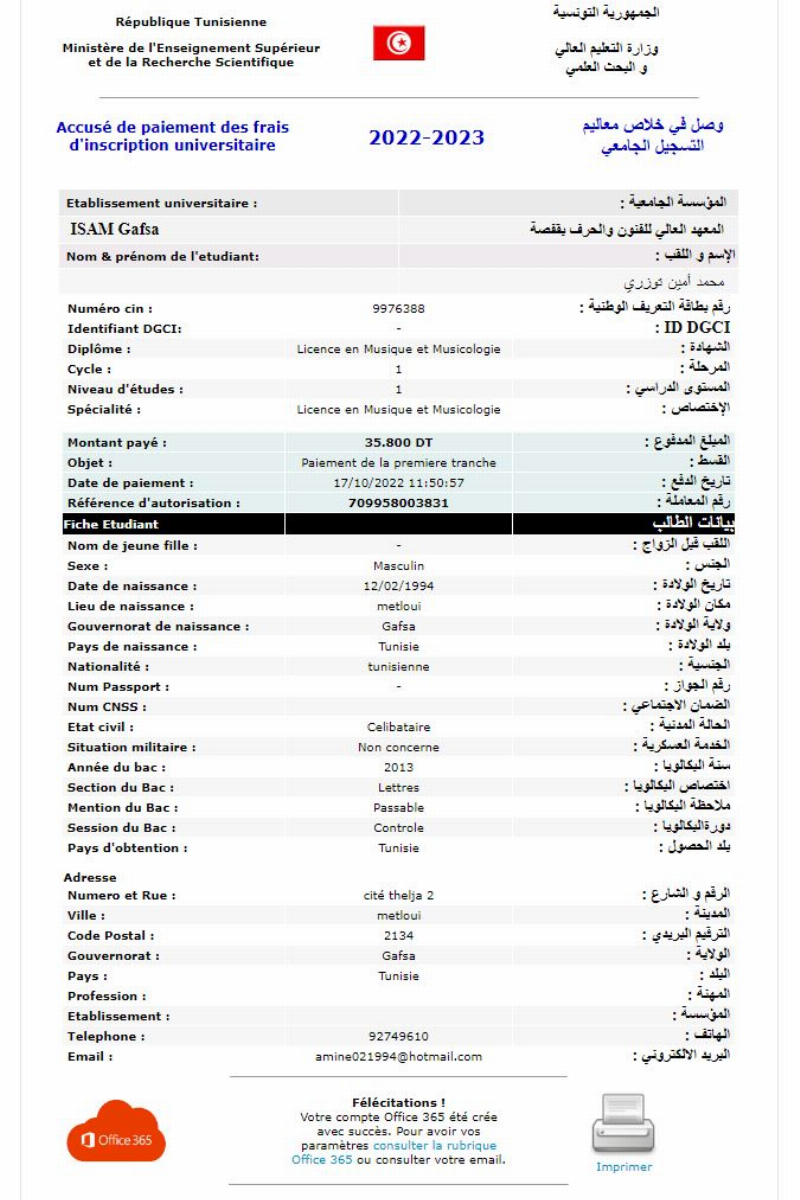 République Tunisienne
الجمهورية التونسية
Ministère de l'Enseignement Supérieur
et de la Recherche Scientifique
وزارة التعليم العالي
و البحث العلمي
Accusé de paiement des frais
d'inscription universitaire
2022-2023
وصل في خلاص معاليم
التسجيل الجامعي
Etablissement universitaire : المؤسسة الجامعية :
ISAM Gafsa المعهد العالي للفنون والحرف بقفصة
Nom & prénom de l'etudiant: الإسم و اللقب :
محمد أمين توزري
Numéro cin : 9976388 رقم بطاقة التعريف الوطنية :
Identifiant DGCI: - ID DGCI :
Diplôme : Licence en Musique et Musicologie الشهادة :
Cycle : 1 المرحلة :
Niveau d'études : 1 المستوى الدراسي :
Spécialité : Licence en Musique et Musicologie الإختصاص :
Montant payé : 35.800 DT المبلغ المدفوع :
Objet : Paiement de la premiere tranche القسط :
Date de paiement : 17/10/2022 11:50:57 تاريخ الدفع :
Référence d'autorisation : 709958003831 رقم المعاملة :
Fiche Etudiant بيانات الطالب
Nom de jeune fille : - اللقب قبل الزواج :
Sexe : Masculin الجنس :
Date de naissance : 12/02/1994 تاريخ الولادة :
Lieu de naissance : metloui مكان الولادة :
Gouvernorat de naissance : Gafsa ولاية الولادة :
Pays de naissance : Tunisie بلد الولادة :
Nationalité : tunisienne الجنسية :
Num Passport : - رقم الجواز :
Num CNSS : الضمان الاجتماعي :
Etat civil : Celibataire الحالة المدنية :
Situation militaire : Non concerne الخدمة العسكرية :
Année du bac : 2013 سنة البكالويا :
Section du Bac : Lettres اختصاص البكالويا :
Mention du Bac : Passable ملاحظة البكالويا :
Session du Bac : Controle دورةالبكالويا :
Pays d'obtention : Tunisie بلد الحصول :
Adresse
Numero et Rue : cité thelja 2 الرقم و الشارع :
Ville : metloui المدينة :
Code Postal : 2134 الترقيم البريدي :
Gouvernorat : Gafsa الولاية :
Pays : Tunisie البلد :
Profession : المهنة :
Etablissement : المؤسسة :
Telephone : 92749610 الهاتف :
Email : amine021994@hotmail.com البريد الالكتروني :
Office 365
Félécitations !
Votre compte Office 365 été crée
avec succès. Pour avoir vos
paramètres consulter la rubrique
Office 365 ou consulter votre email.
Imprimer